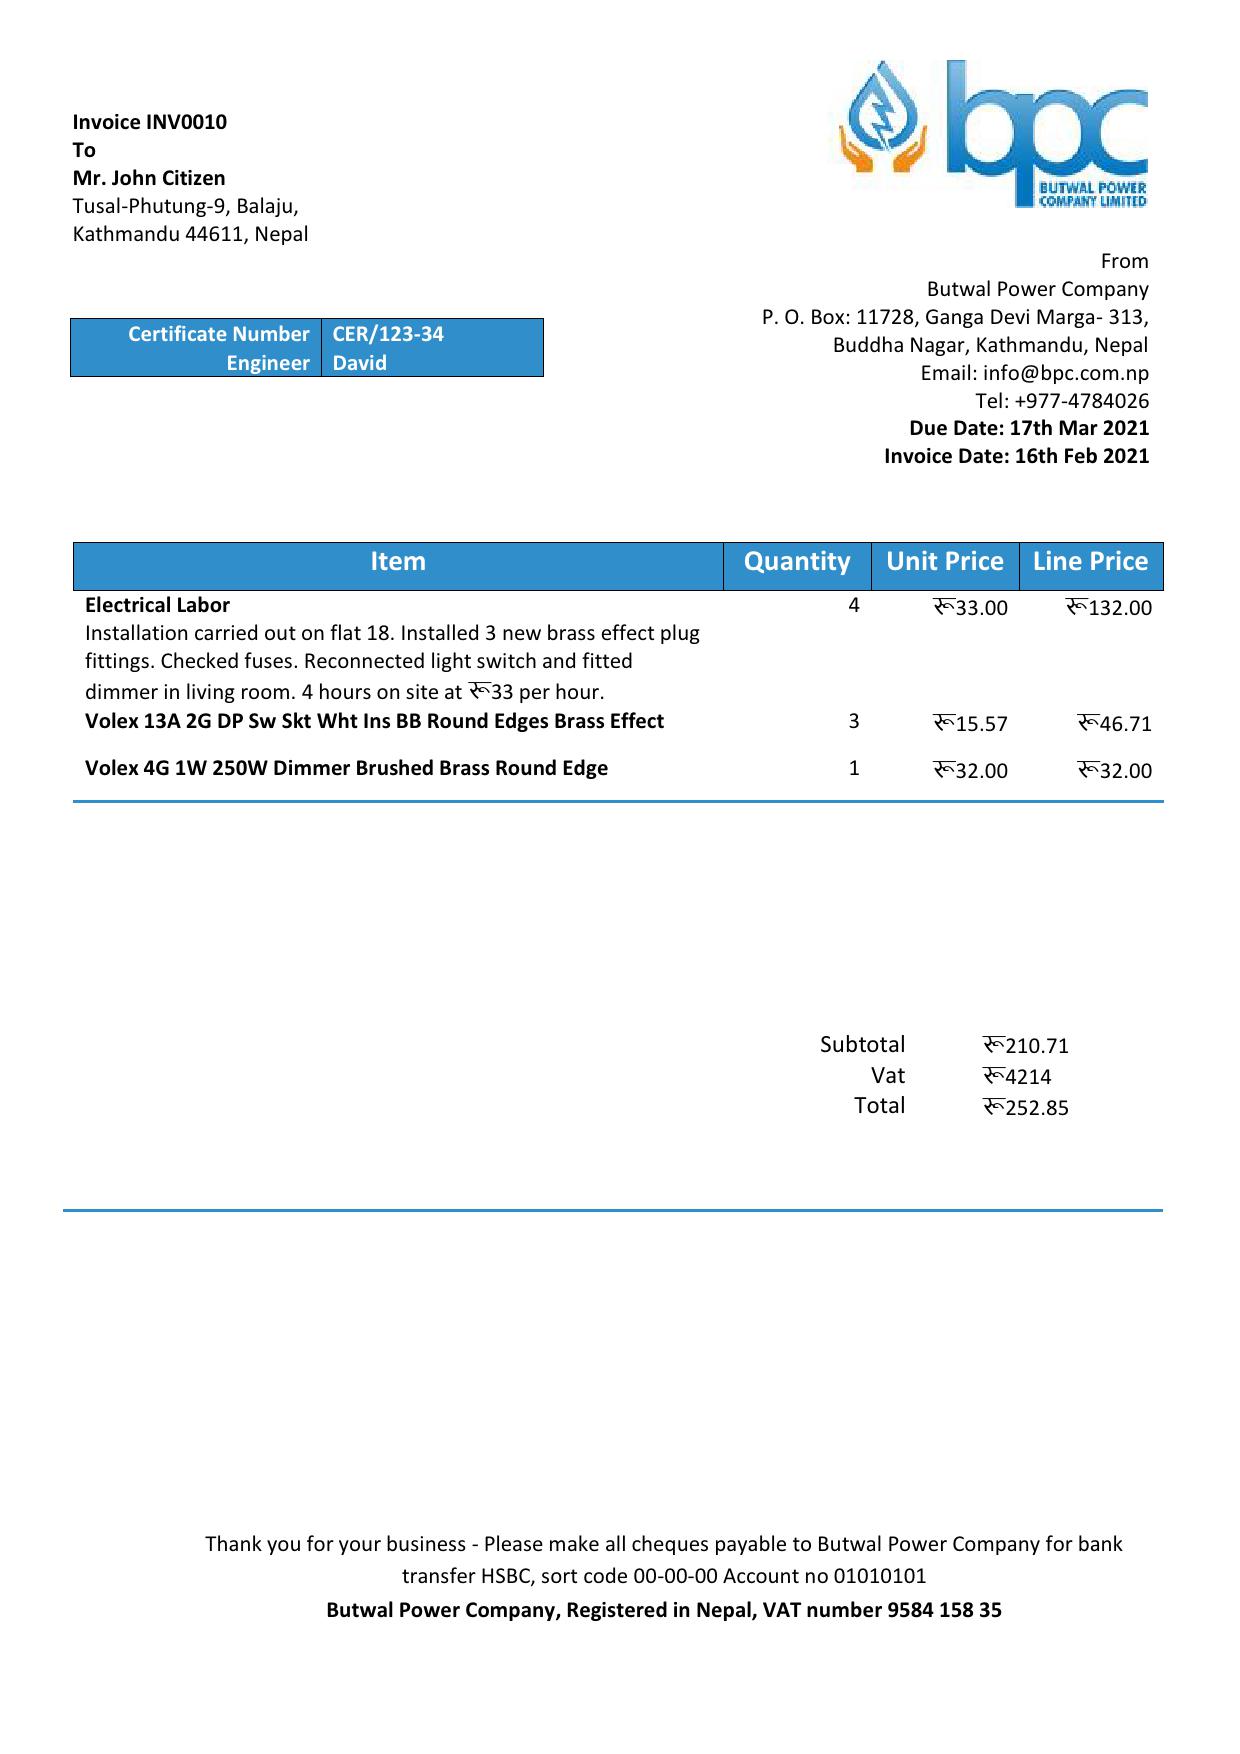 bpc
BUTWAL POWER
COMPANY LIMITED
Invoice INV0010
To
Mr. John Citizen
Tusal-Phutung-9, Balaju,
Kathmandu 44611, Nepal
From
Butwal Power Company
P. O. Box: 11728, Ganga Devi Marga- 313,
Buddha Nagar, Kathmandu, Nepal
Email: info@bpc.com.np
Tel: +977-4784026
Due Date: 17th Mar 2021
Invoice Date: 16th Feb 2021
Certificate Number CER/123-34
Engineer David
Item Quantity Unit Price Line Price
Electrical Labor 4 रू33.00 रू132.00
Installation carried out on flat 18. Installed 3 new brass effect plug
fittings. Checked fuses. Reconnected light switch and fitted
dimmer in living room. 4 hours on site at रू33 per hour.
Volex 13A 2G DP Sw Skt Wht Ins BB Round Edges Brass Effect 3 रू15.57 रू46.71
Volex 4G 1W 250W Dimmer Brushed Brass Round Edge 1 रू32.00 रू32.00
Subtotal रू210.71
Vat रू4214
Total रू252.85
Thank you for your business - Please make all cheques payable to Butwal Power Company for bank
transfer HSBC, sort code 00-00-00 Account no 01010101
Butwal Power Company, Registered in Nepal, VAT number 9584 158 35